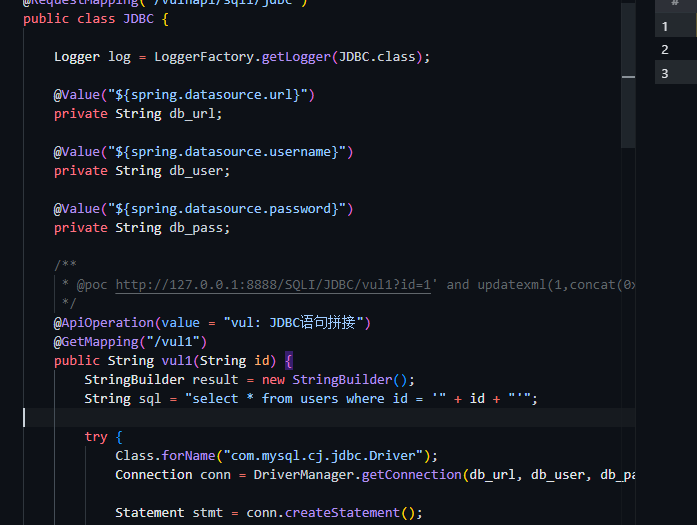 @RequestMapping("/vulnapi/sqli/jdbc")
public class JDBC {
Logger log = LoggerFactory.getLogger(JDBC.class);
@Value("${spring.datasource.url}")
private String db_url;
@Value("${spring.datasource.username}")
private String db_user;
@Value("${spring.datasource.password}")
private String db_pass;
/**
* @poc http://127.0.0.1:8888/SQLI/JDBC/vul1?id=1' and updatexml(1,concat(0x
*/
@ApiOperation(value = "vul: JDBC语句拼接")
@GetMapping("/vul1")
public String vul1(String id) {
StringBuilder result = new StringBuilder();
String sql = "select * from users where id = '" + id + "'";
try {
Class.forName("com.mysql.cj.jdbc.Driver");
Connection conn = DriverManager.getConnection(db_url, db_user, db_pa
Statement stmt = conn.createStatement();
#
1
2
3